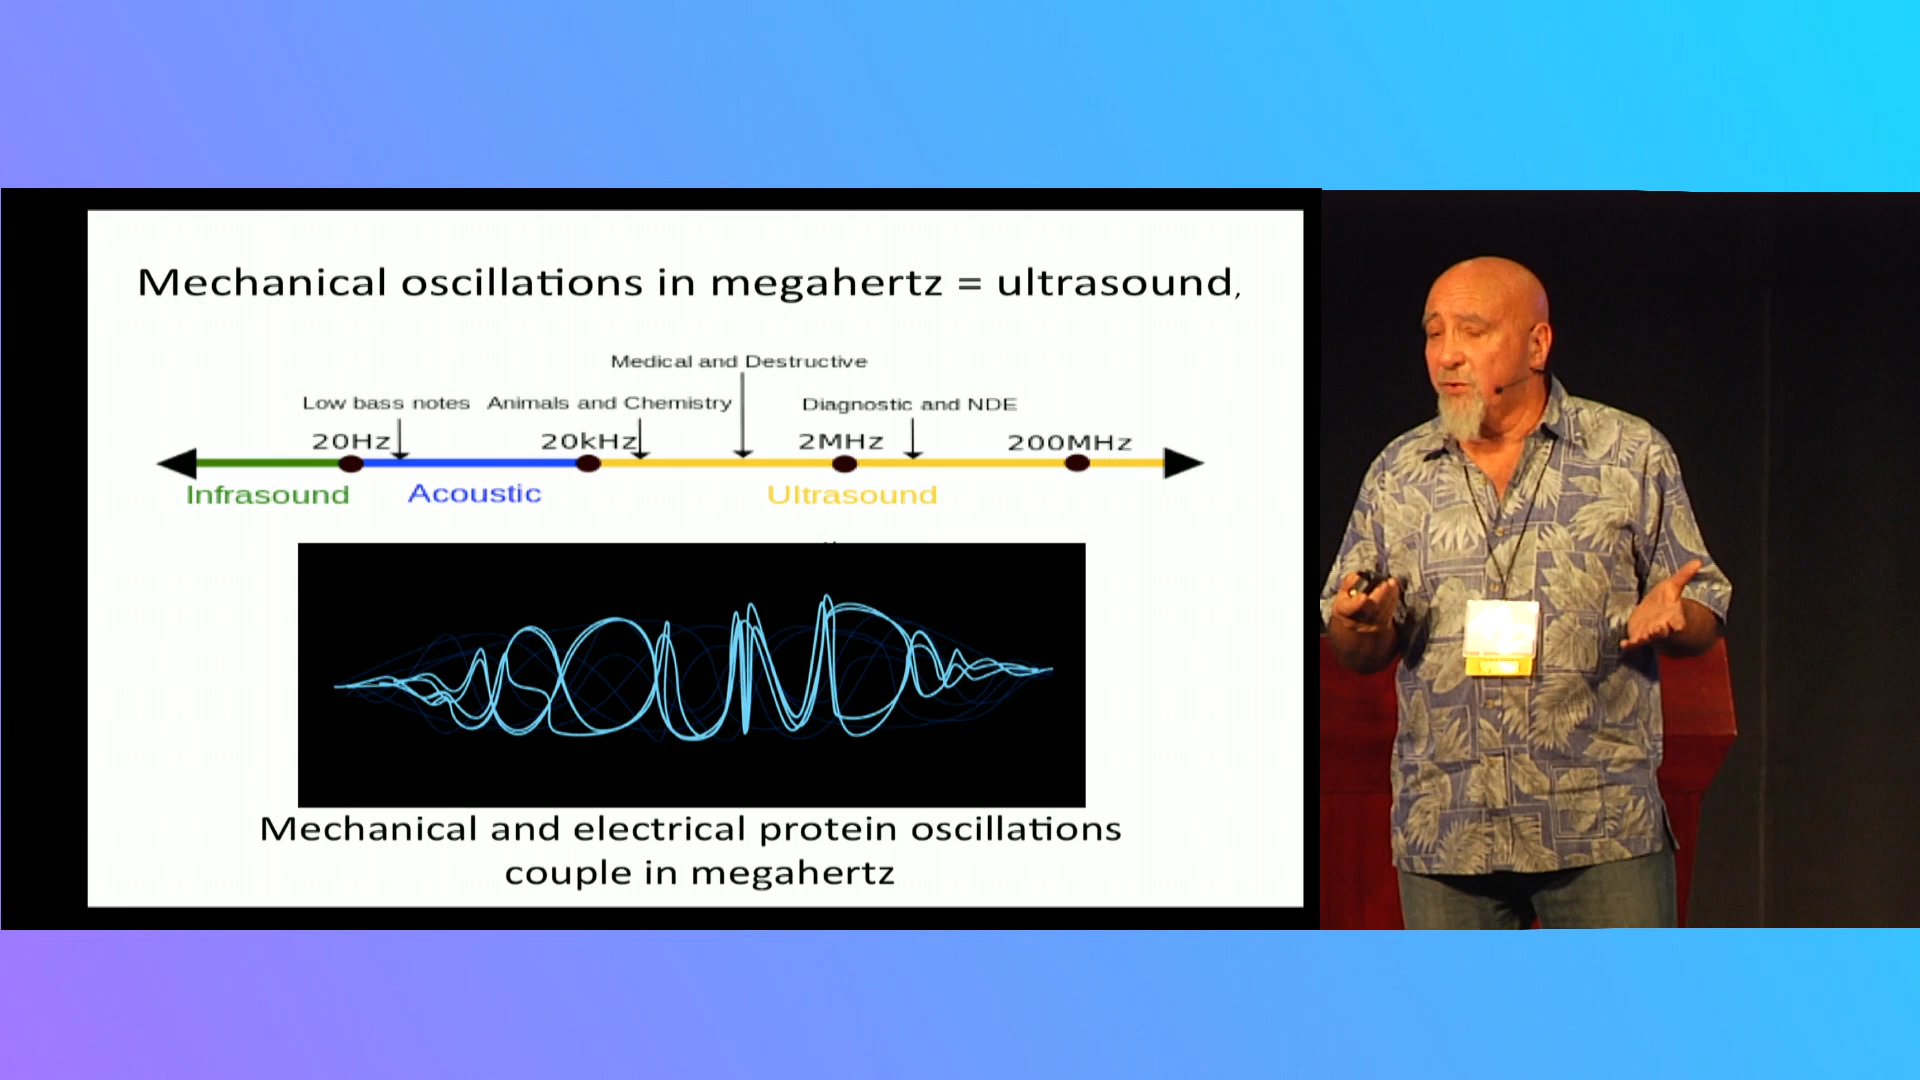 Mechanical oscillations in megahertz = ultrasound,
Medical and Destructive
Low bass notes Animals and Chemistry Diagnostic and NDE
20Hz 20kHz 2MHz 200MHz
Infrasound Acoustic Ultrasound
SOUND
Mechanical and electrical protein oscillations
couple in megahertz